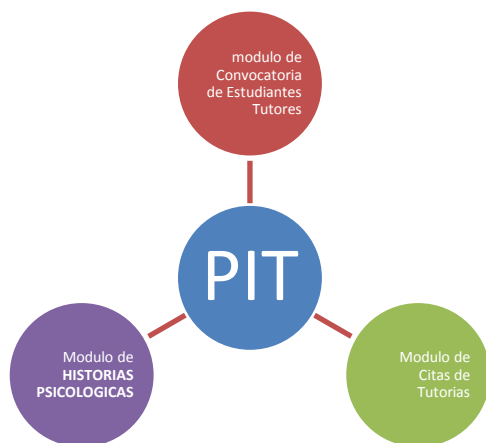 modulo de
Convocatoria
de Estudiantes
Tutores
PIT
Modulo de
HISTORIAS
PSICOLOGICAS
Modulo de
Citas de
Tutorias